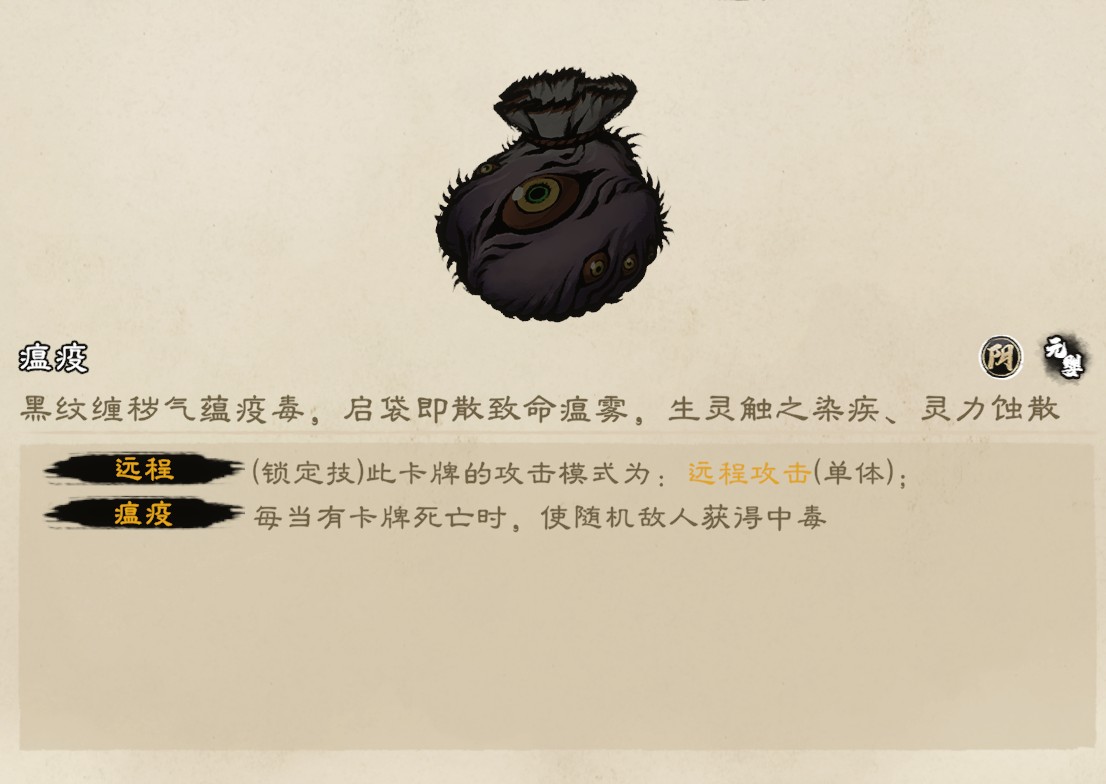 瘟疫
阴 元婴
黑纹缠秽气蕴疫毒，启袋即散致命瘟雾，生灵触之染疾、灵力蚀散
远程 (锁定技)此卡牌的攻击模式为：远程攻击(单体)；
瘟疫 每当有卡牌死亡时，使随机敌人获得中毒